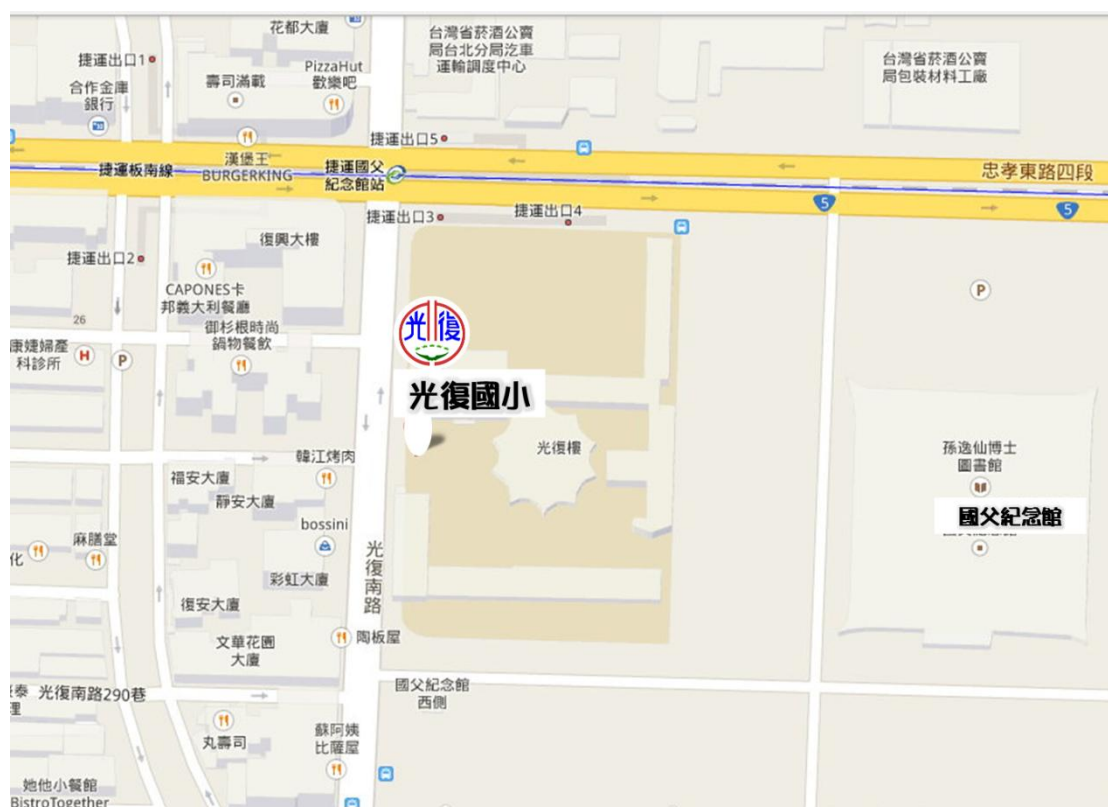 花都大廈
台灣省菸酒公賣
局台北分局汽車
運輸調度中心
捷運出口1
壽司滿載
PizzaHut
歡樂吧
台灣省菸酒公賣
局包裝材料工廠
合作金庫
銀行
捷運出口5
漢堡王
BURGERKING
捷運板南線
捷運國父
紀念館站
忠孝東路四段
5
5
捷運出口3
捷運出口4
復興大樓
捷運出口2
CAPONES卡
邦義大利餐廳
P
光復
26
御杉根時尚
鍋物餐飲
康婕婦產
科診所
H
P
光復國小
光復樓
孫逸仙博士
圖書館
韓江烤肉
福安大廈
靜安大廈
國父紀念館
bossini
麻膳堂
化
光復南路
彩虹大廈
復安大廈
陶板屋
文華花園
大廈
國父紀念館
西側
泰
理
光復南路290巷
丸壽司
蘇阿姨
比薩屋
她他小餐館
BistroTogether